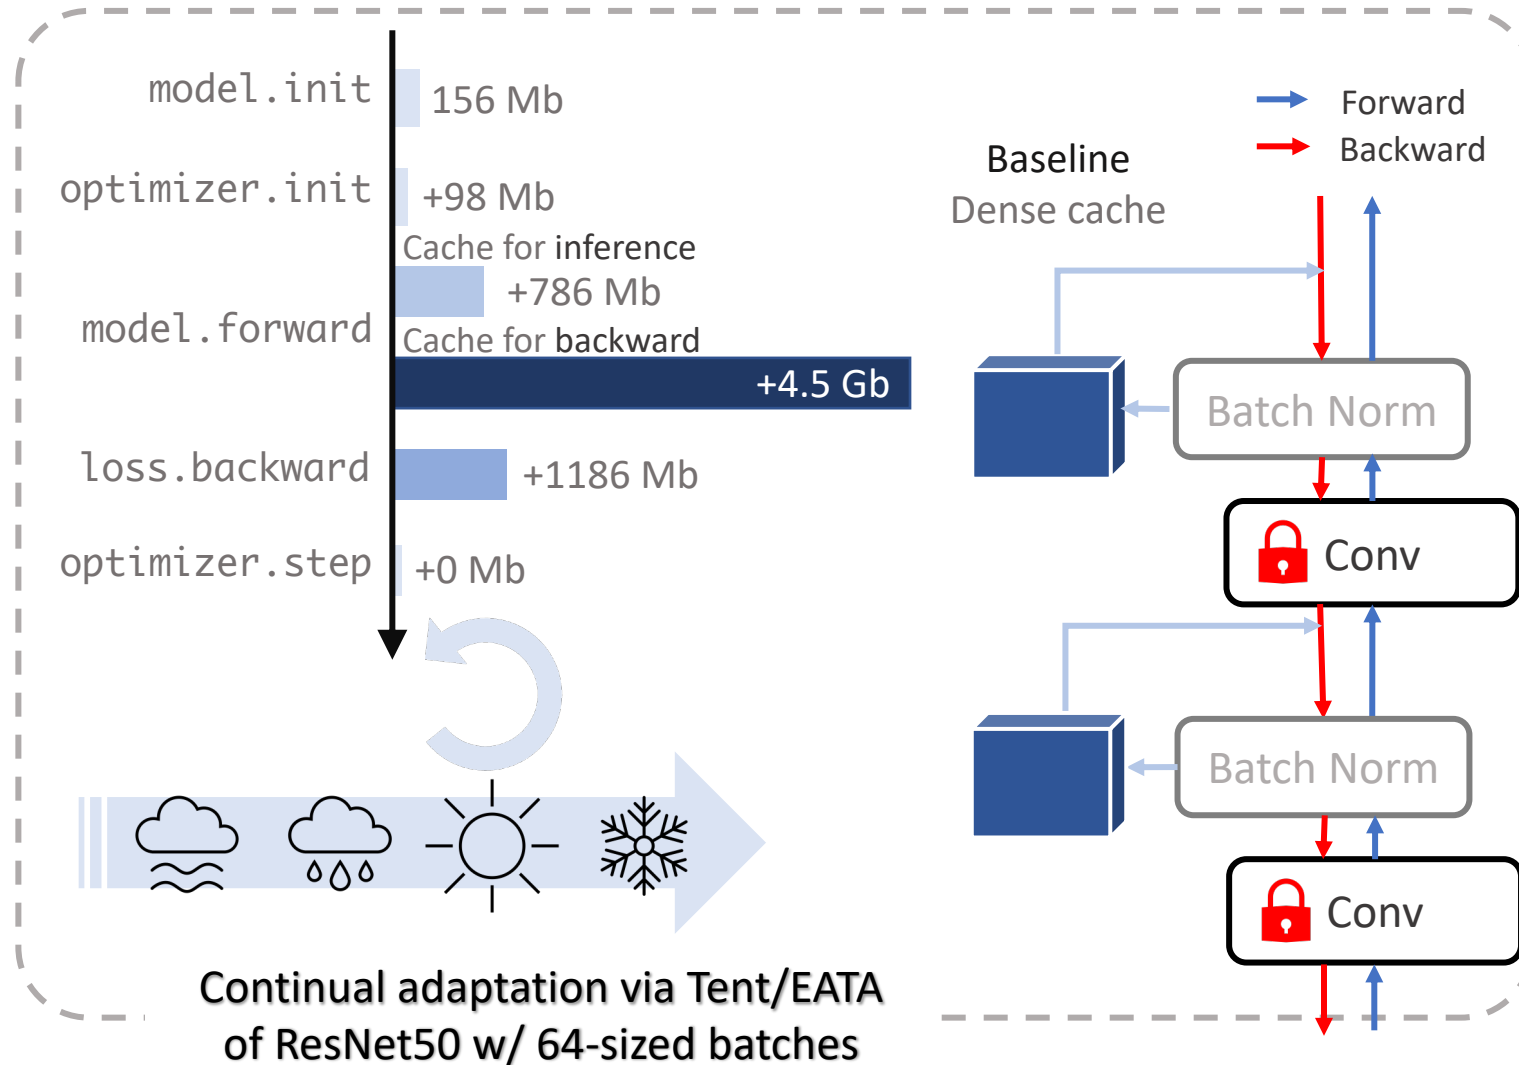 model.init
156 Mb
optimizer.init
+98 Mb
Cache for inference
+786 Mb
model.forward
Cache for backward
+4.5 Gb
loss.backward
+1186 Mb
optimizer.step
+0 Mb
Continual adaptation via Tent/EATA
of ResNet50 w/ 64-sized batches
Forward
Backward
Baseline
Dense cache
Batch Norm
Conv
Batch Norm
Conv